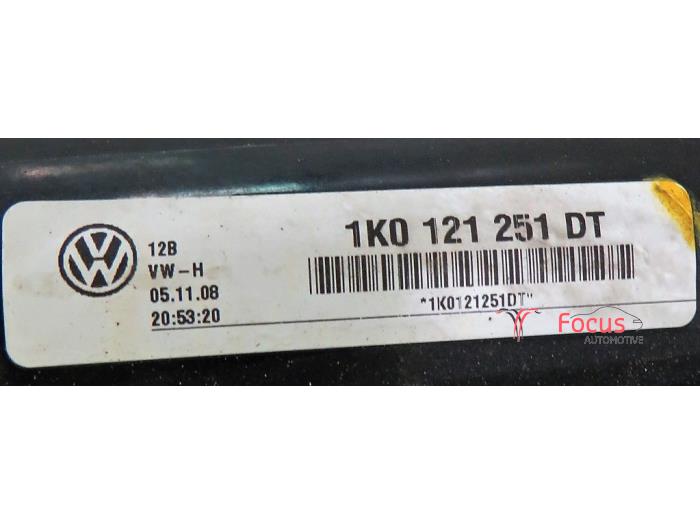 1K0 121 251 DT
12B
VW-H
05.11.08
20:53:20
*1K0121251DT*
Focus
AUTOMOTIVE